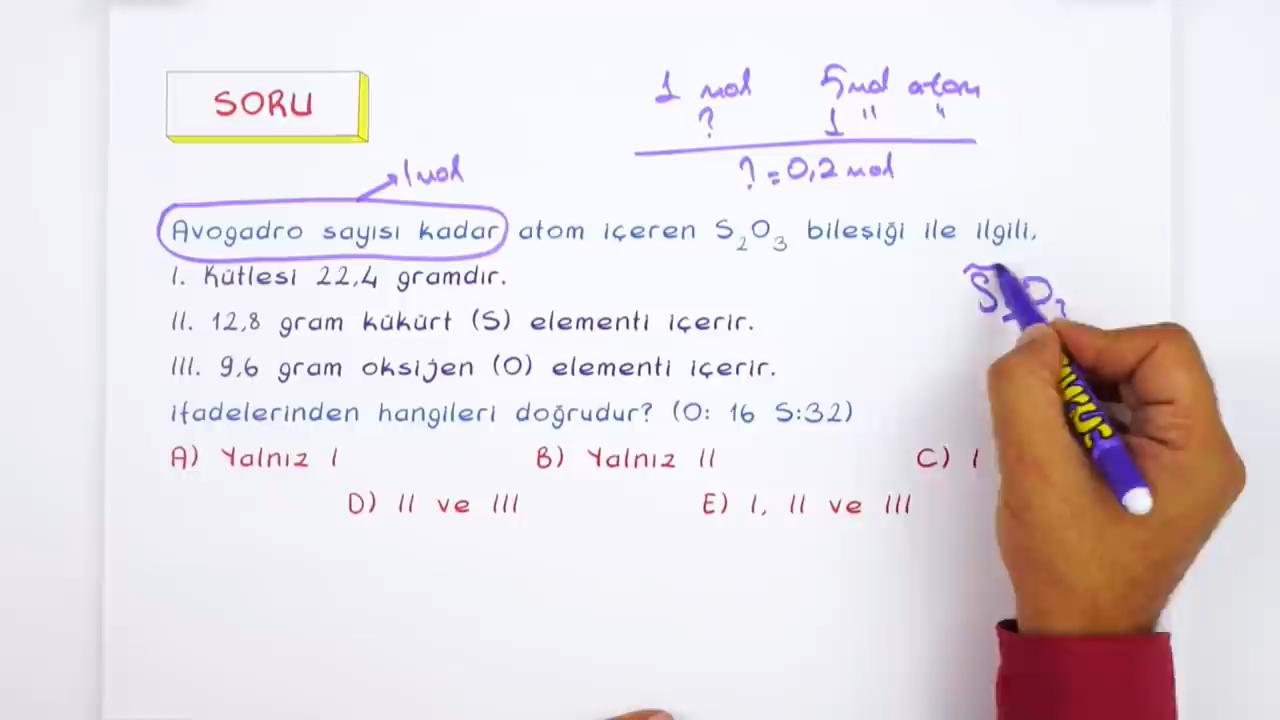 SORU
1 mol 5 mol atom
? 1 " "
? = 0,2 mol
1 mol
Avogadro sayısı kadar atom içeren S2O3 bileşiği ile ilgili,
I. Kütlesi 22,4 gramdır.
S2O3
II. 12,8 gram kükürt (S) elementi içerir.
III. 9,6 gram oksijen (O) elementi içerir.
ifadelerinden hangileri doğrudur? (O: 16 S:32)
A) Yalnız I B) Yalnız II C) I
D) II ve III E) I, II ve III